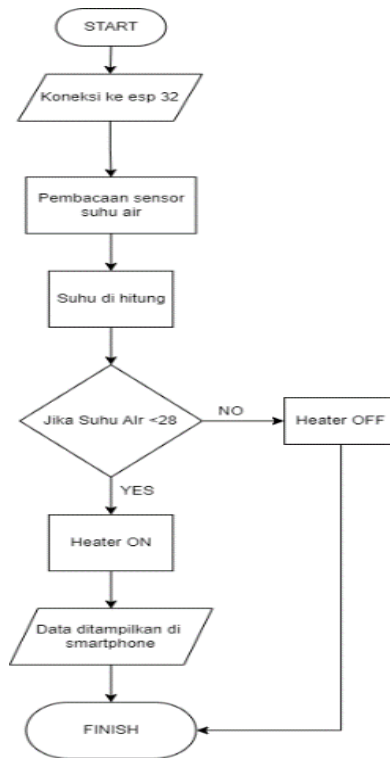 START
Koneksi ke esp 32
Pembacaan sensor
suhu air
Suhu di hitung
Jika Suhu AIr <28
NO
Heater OFF
YES
Heater ON
Data ditampilkan di
smartphone
FINISH